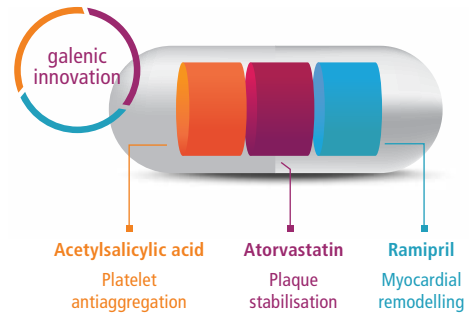 galenic
innovation
Acetylsalicylic acid
Platelet
antiaggregation
Atorvastatin
Plaque
stabilisation
Ramipril
Myocardial
remodelling